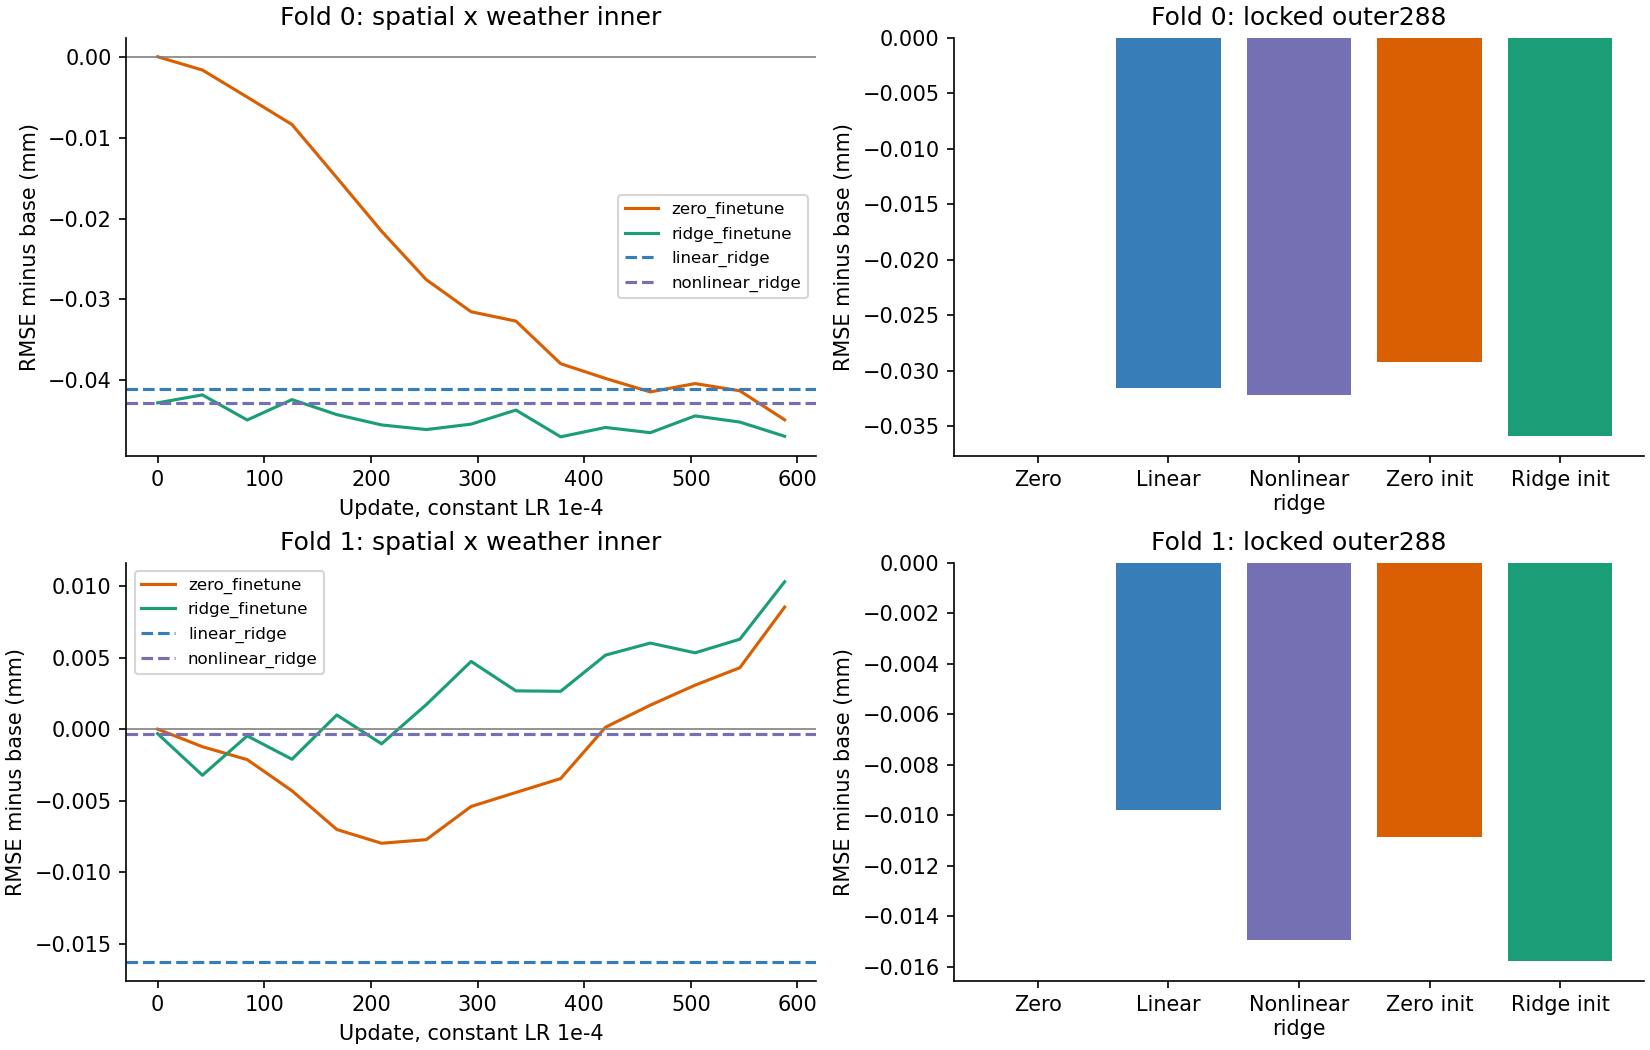 Fold 0: spatial x weather inner
RMSE minus base (mm)
0.00
−0.01
−0.02
−0.03
−0.04
zero_finetune
ridge_finetune
linear_ridge
nonlinear_ridge
0 100 200 300 400 500 600
Update, constant LR 1e-4
Fold 0: locked outer288
RMSE minus base (mm)
0.000
−0.005
−0.010
−0.015
−0.020
−0.025
−0.030
−0.035
Zero Linear Nonlinear ridge Zero init Ridge init
Fold 1: spatial x weather inner
RMSE minus base (mm)
0.010
0.005
0.000
−0.005
−0.010
−0.015
zero_finetune
ridge_finetune
linear_ridge
nonlinear_ridge
0 100 200 300 400 500 600
Update, constant LR 1e-4
Fold 1: locked outer288
RMSE minus base (mm)
0.000
−0.002
−0.004
−0.006
−0.008
−0.010
−0.012
−0.014
−0.016
Zero Linear Nonlinear ridge Zero init Ridge init